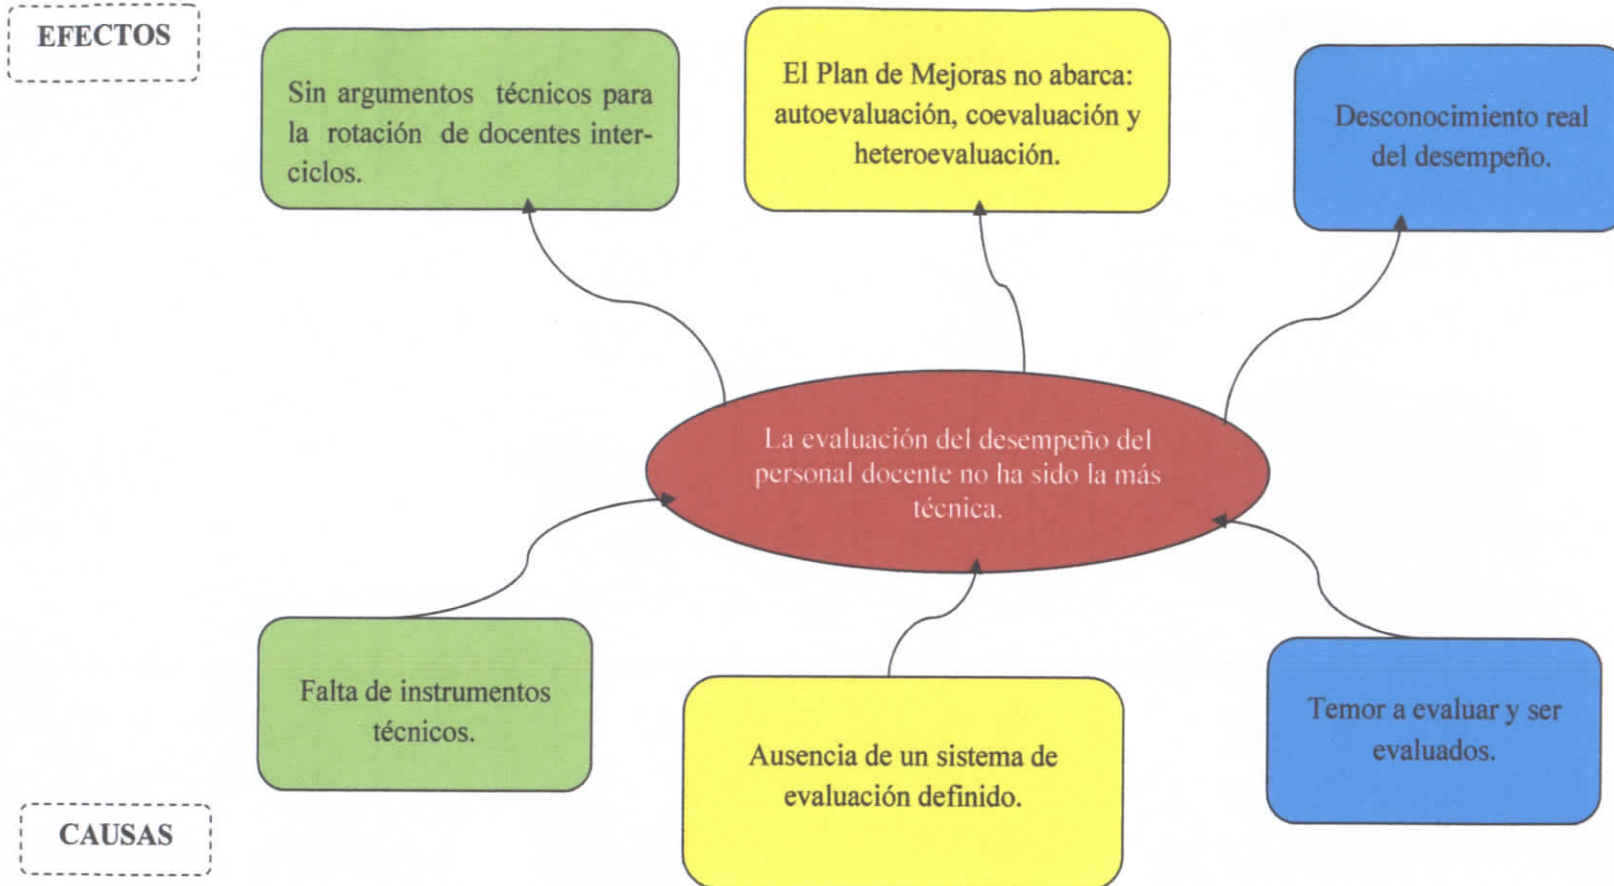 EFECTOS
Sin argumentos técnicos para
la rotación de docentes inter-
ciclos.
El Plan de Mejoras no abarca:
autoevaluación, coevaluación y
heteroevaluación.
Desconocimiento real
del desempeño.
La evaluación del desempeño del
personal docente no ha sido la más
técnica.
Falta de instrumentos
técnicos.
Ausencia de un sistema de
evaluación definido.
Temor a evaluar y ser
evaluados.
CAUSAS